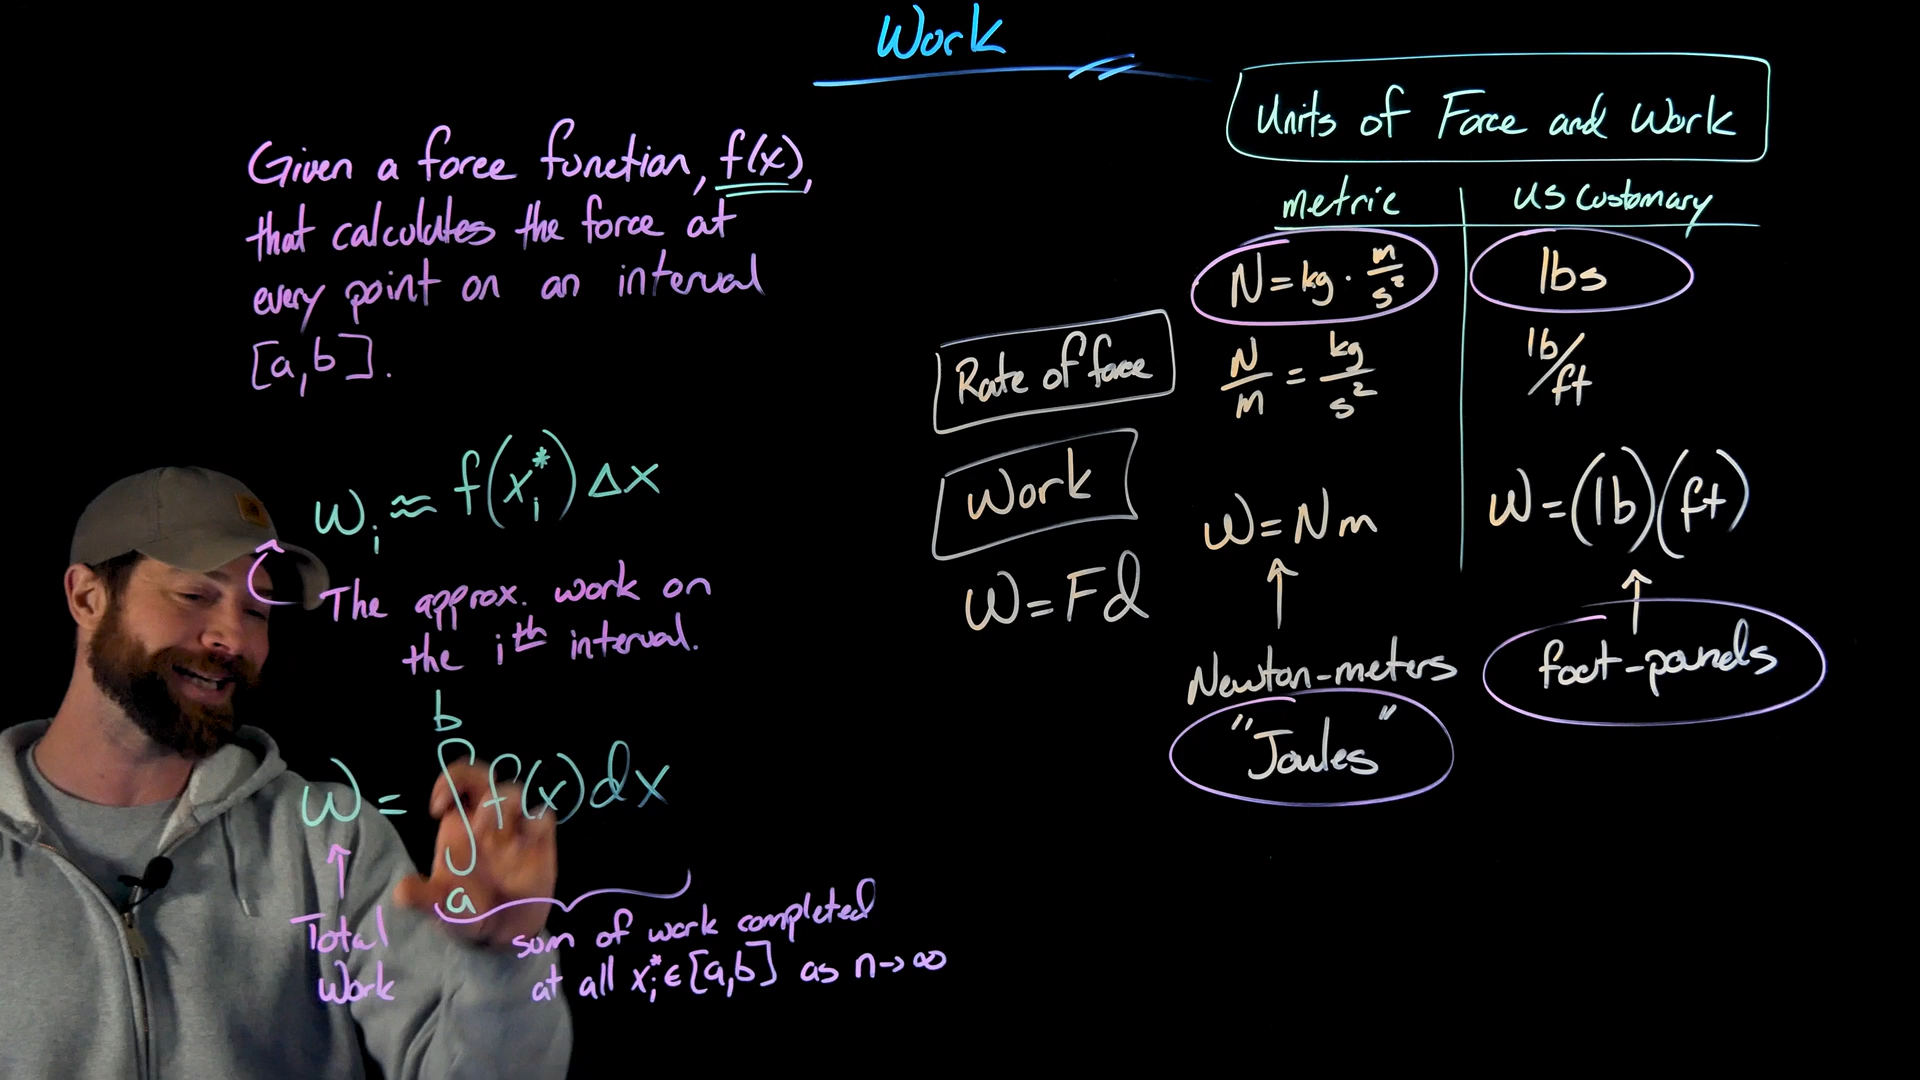 Work
Given a force function, f(x),
that calculates the force at
every point on an interval
[a,b].
wᵢ ≈ f(xᵢ*) Δx
The approx. work on
the iᵗʰ interval.
W = ∫ₐᵇ f(x)dx
Total
Work
sum of work completed
at all xᵢ* ∈ [a,b] as n→∞
Units of Force and Work
metric
US Customary
N = kg · m/s²
lbs
Rate of force
N/m = kg/s²
lb/ft
Work
W = Nm
W = (lb)(ft)
W = Fd
Newton-meters
"Joules"
foot-pounds